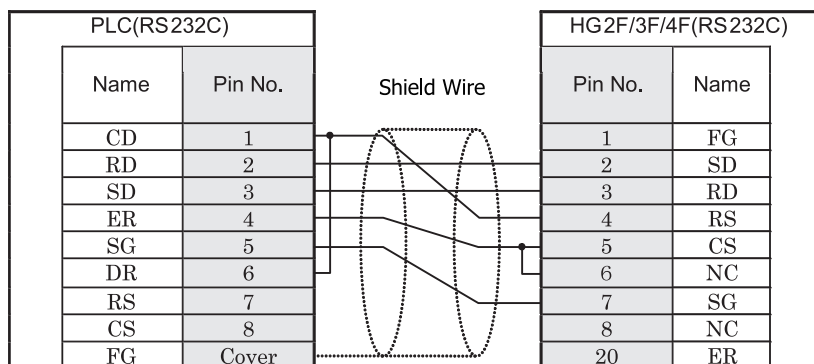 PLC(RS232C) HG2F/3F/4F(RS232C)
Name Pin No. Shield Wire Pin No. Name
CD 1 1 FG
RD 2 2 SD
SD 3 3 RD
ER 4 4 RS
SG 5 5 CS
DR 6 6 NC
RS 7 7 SG
CS 8 8 NC
FG Cover 20 ER